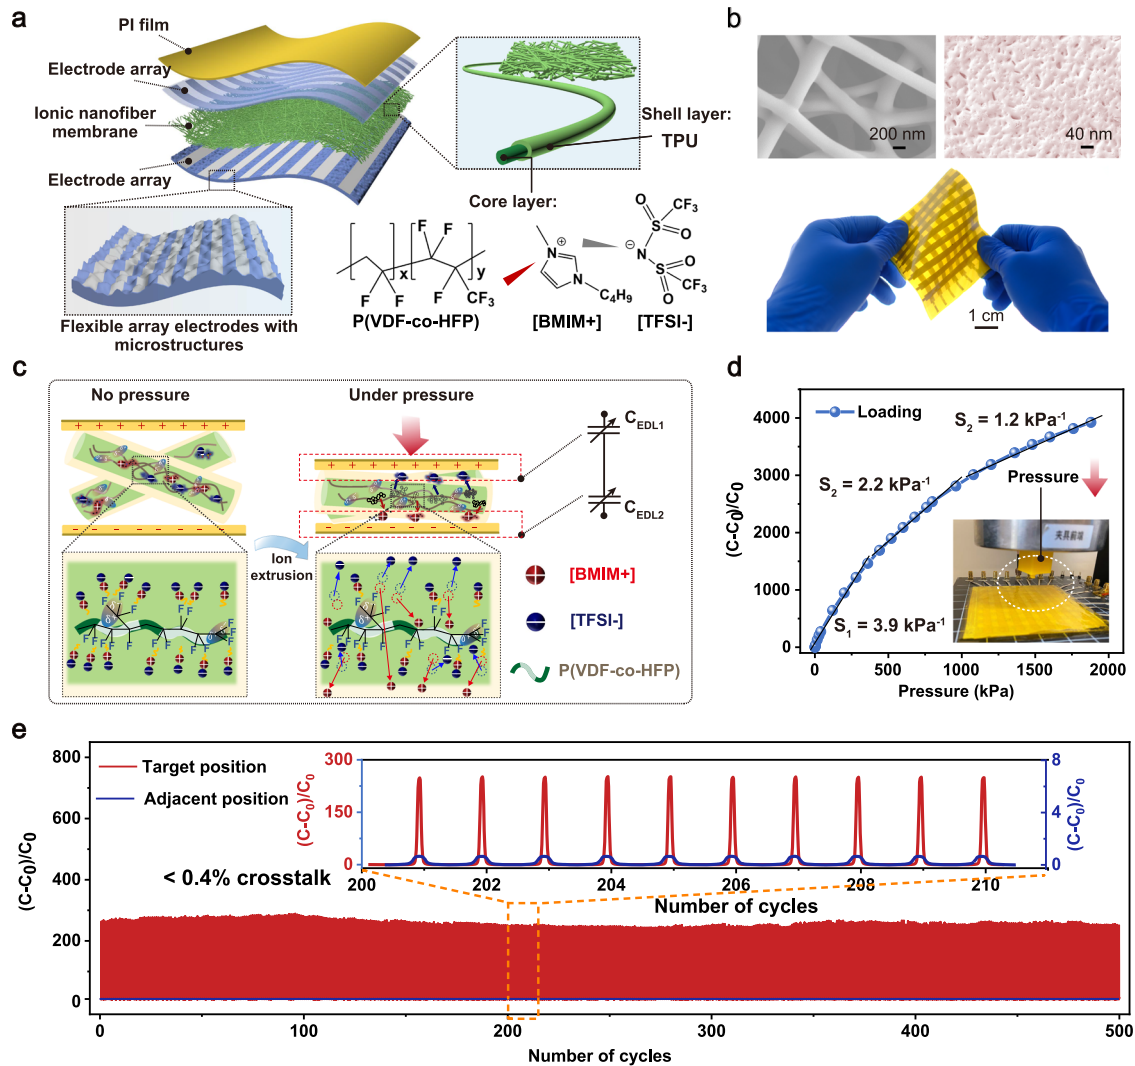 a
PI film
Electrode array
Ionic nanofiber
membrane
Electrode array
Shell layer:
TPU
Core layer:
F
F
F
x
y
F
F
F
CF3
P(VDF-co-HFP)
N
⊕
N
C4H9
[BMIM+]
O
CF3
S
O
⊖
N
O
S
O
CF3
[TFSI-]
Flexible array electrodes with
microstructures
b
200 nm
40 nm
1 cm
c
No pressure
Under pressure
CEDL1
CEDL2
Ion
extrusion
[BMIM+]
[TFSI-]
P(VDF-co-HFP)
d
(C-C0)/C0
4000
3000
2000
1000
0
Loading
S2 = 1.2 kPa-1
S2 = 2.2 kPa-1
S1 = 3.9 kPa-1
Pressure
夹具前端
0 500 1000 1500 2000
Pressure (kPa)
e
(C-C0)/C0
800
600
400
200
0
Target position
Adjacent position
< 0.4% crosstalk
(C-C0)/C0
300
150
0
8
4
0
(C-C0)/C0
200 202 204 206 298 210
Number of cycles
0 100 200 300 400 500
Number of cycles